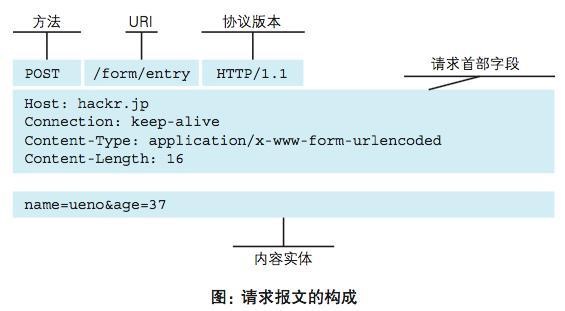 方法 URI 协议版本
POST /form/entry HTTP/1.1
请求首部字段
Host: hackr.jp
Connection: keep-alive
Content-Type: application/x-www-form-urlencoded
Content-Length: 16
name=ueno&age=37
内容实体
图：请求报文的构成